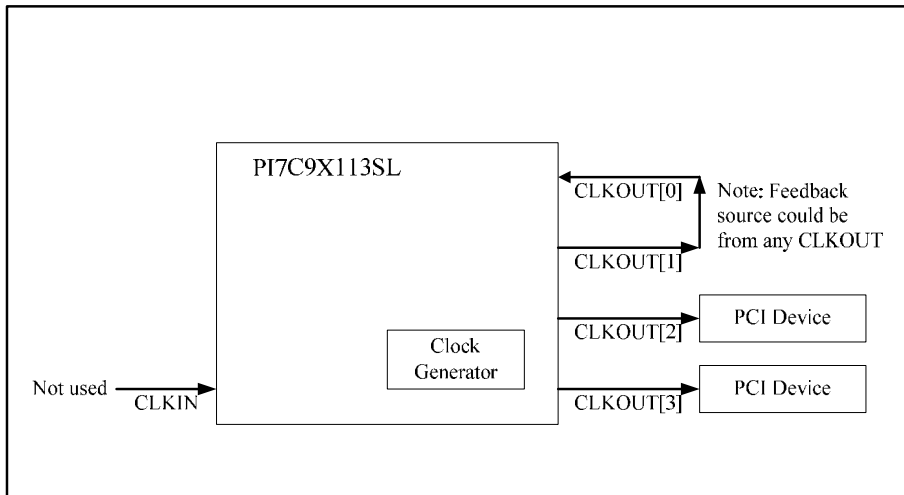 PI7C9X113SL
CLKOUT[0]
Note: Feedback
source could be
from any CLKOUT
CLKOUT[1]
CLKOUT[2]
PCI Device
Clock
Generator
Not used
CLKIN
CLKOUT[3]
PCI Device